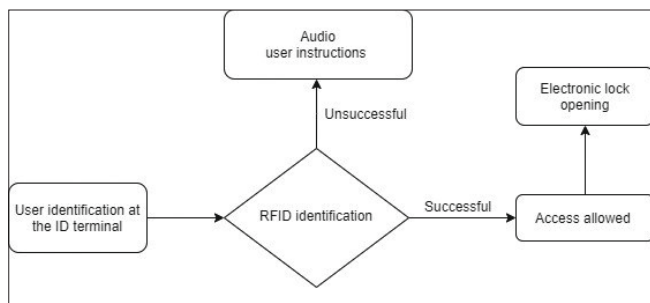 Audio
user instructions
Electronic lock
opening
Unsuccessful
User identification at
the ID terminal
RFID identification
Successful
Access allowed